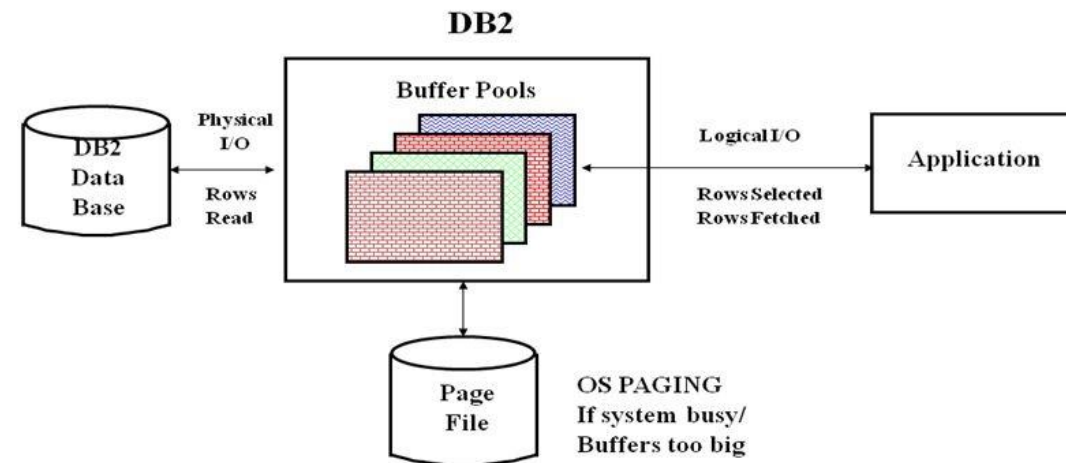 DB2
Buffer Pools
DB2
Data
Base
Physical
I/O
Rows
Read
Logical I/O
Rows Selected
Rows Fetched
Application
Page
File
OS PAGING
If system busy/
Buffers too big